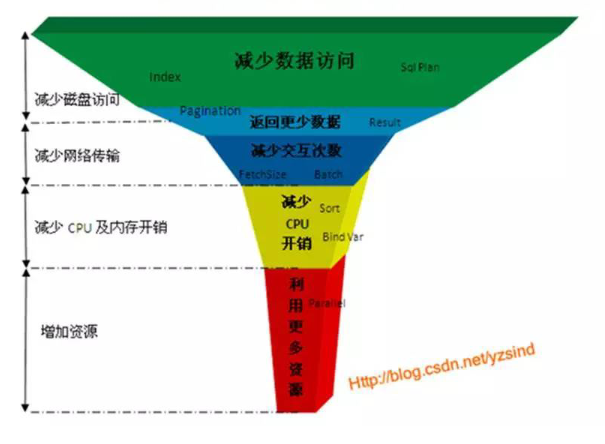 减少数据访问
Index
Sql Plan
减少磁盘访问
Pagination
返回更少数据
Result
减少网络传输
减少交互次数
FetchSize
Batch
减少 CPU 及内存开销
减少
CPU
开销
Sort
Bind Var
增加资源
利用更多资源
Parallel
Http://blog.csdn.net/yzsind